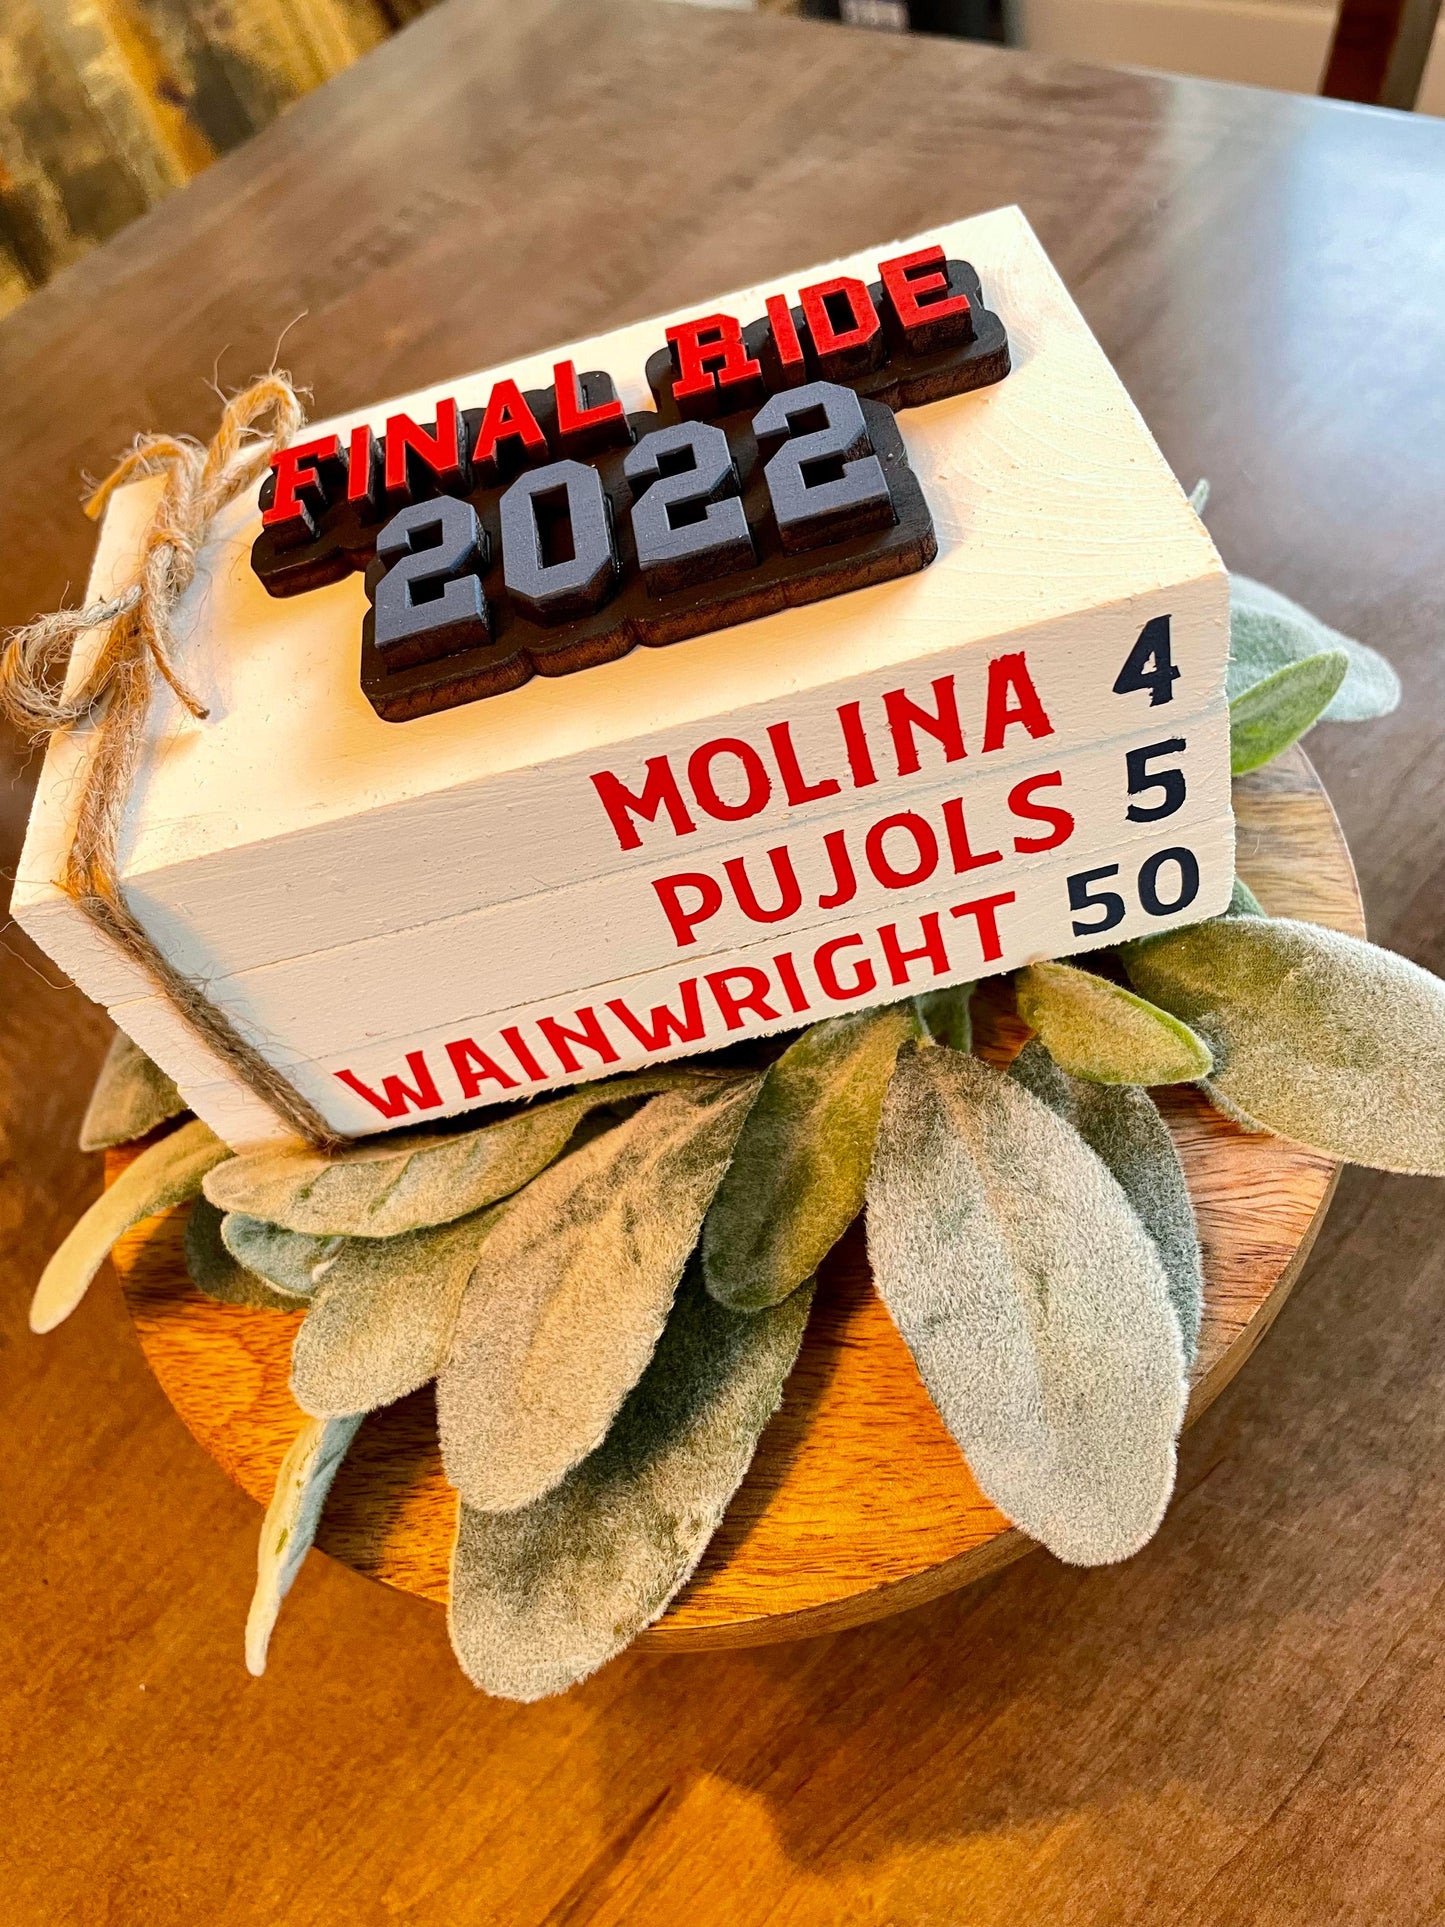 FINAL RIDE
2022
MOLINA 4
PUJOLS 5
WAINWRIGHT 50